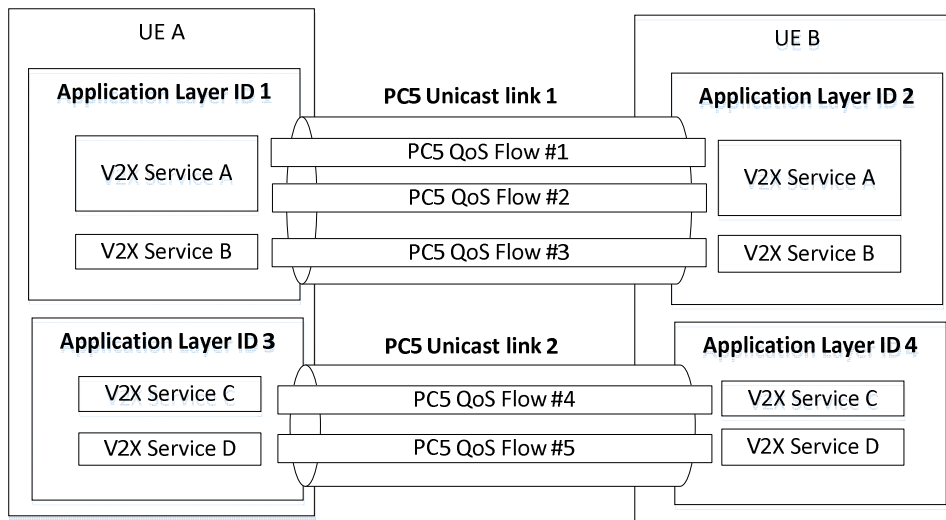 UE A
UE B
Application Layer ID 1
PC5 Unicast link 1
Application Layer ID 2
V2X Service A
PC5 QoS Flow #1
V2X Service A
PC5 QoS Flow #2
V2X Service B
PC5 QoS Flow #3
V2X Service B
Application Layer ID 3
PC5 Unicast link 2
Application Layer ID 4
V2X Service C
PC5 QoS Flow #4
V2X Service C
V2X Service D
PC5 QoS Flow #5
V2X Service D